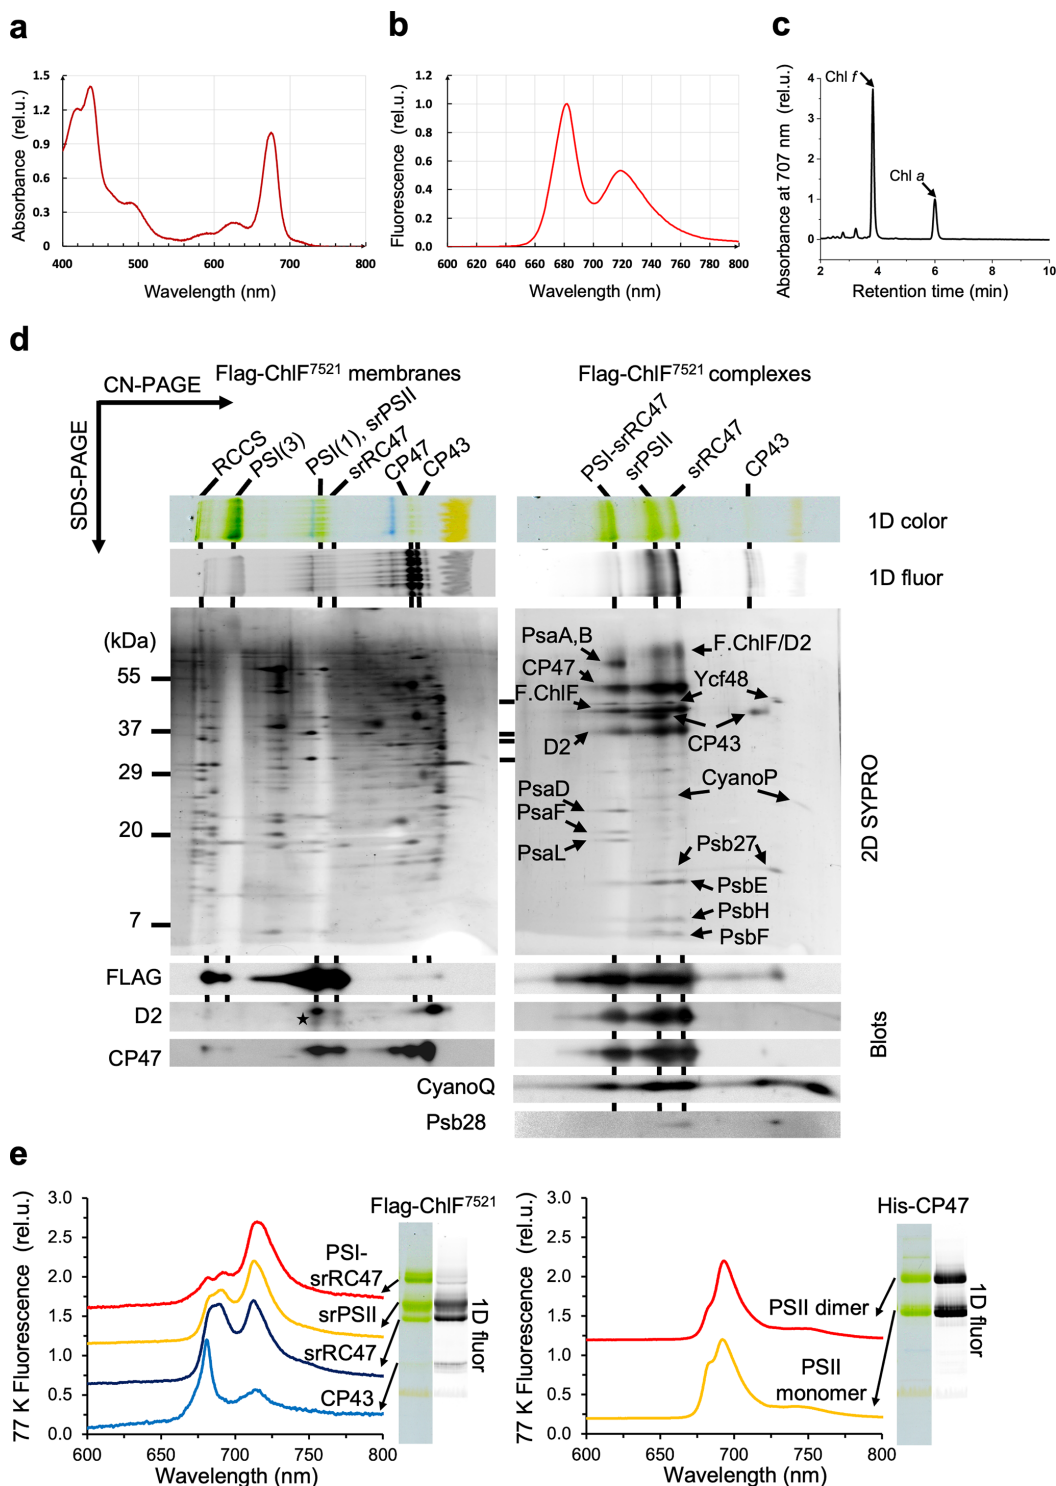 a
b
c
1.5
1.2
0.9
0.6
0.3
0
Absorbance (rel.u.)
400 500 600 700 800
Wavelength (nm)
1.2
1.0
0.8
0.6
0.4
0.2
0.0
Fluorescence (rel.u.)
600 620 640 660 680 700 720 740 760 780 800
Wavelength (nm)
4
3
2
1
0
Absorbance at 707 nm (rel.u.)
Chl f
Chl a
2 4 6 8 10
Retention time (min)
d
CN-PAGE
SDS-PAGE
Flag-ChlF7521 membranes
Flag-ChlF7521 complexes
RCCS
PSI(3)
PSI(1), srPSII
srRC47
CP47
CP43
PSI-srRC47
srPSII
srRC47
CP43
1D color
1D fluor
(kDa)
55
37
29
20
7
PsaA,B
CP47
F.ChlF
D2
PsaD
PsaF
PsaL
F.ChlF/D2
Ycf48
CP43
CyanoP
Psb27
PsbE
PsbH
PsbF
2D SYPRO
FLAG
D2
★
CP47
CyanoQ
Psb28
Blots
e
3.0
2.5
2.0
1.5
1.0
0.5
0.0
77 K Fluorescence (rel.u.)
Flag-ChlF7521
PSI-
srRC47
srPSII
srRC47
CP43
1D fluor
600 650 700 750 800
Wavelength (nm)
3.0
2.5
2.0
1.5
1.0
0.5
0.0
77 K Fluorescence (rel.u.)
His-CP47
PSII dimer
PSII
monomer
1D fluor
600 650 700 750 800
Wavelength (nm)